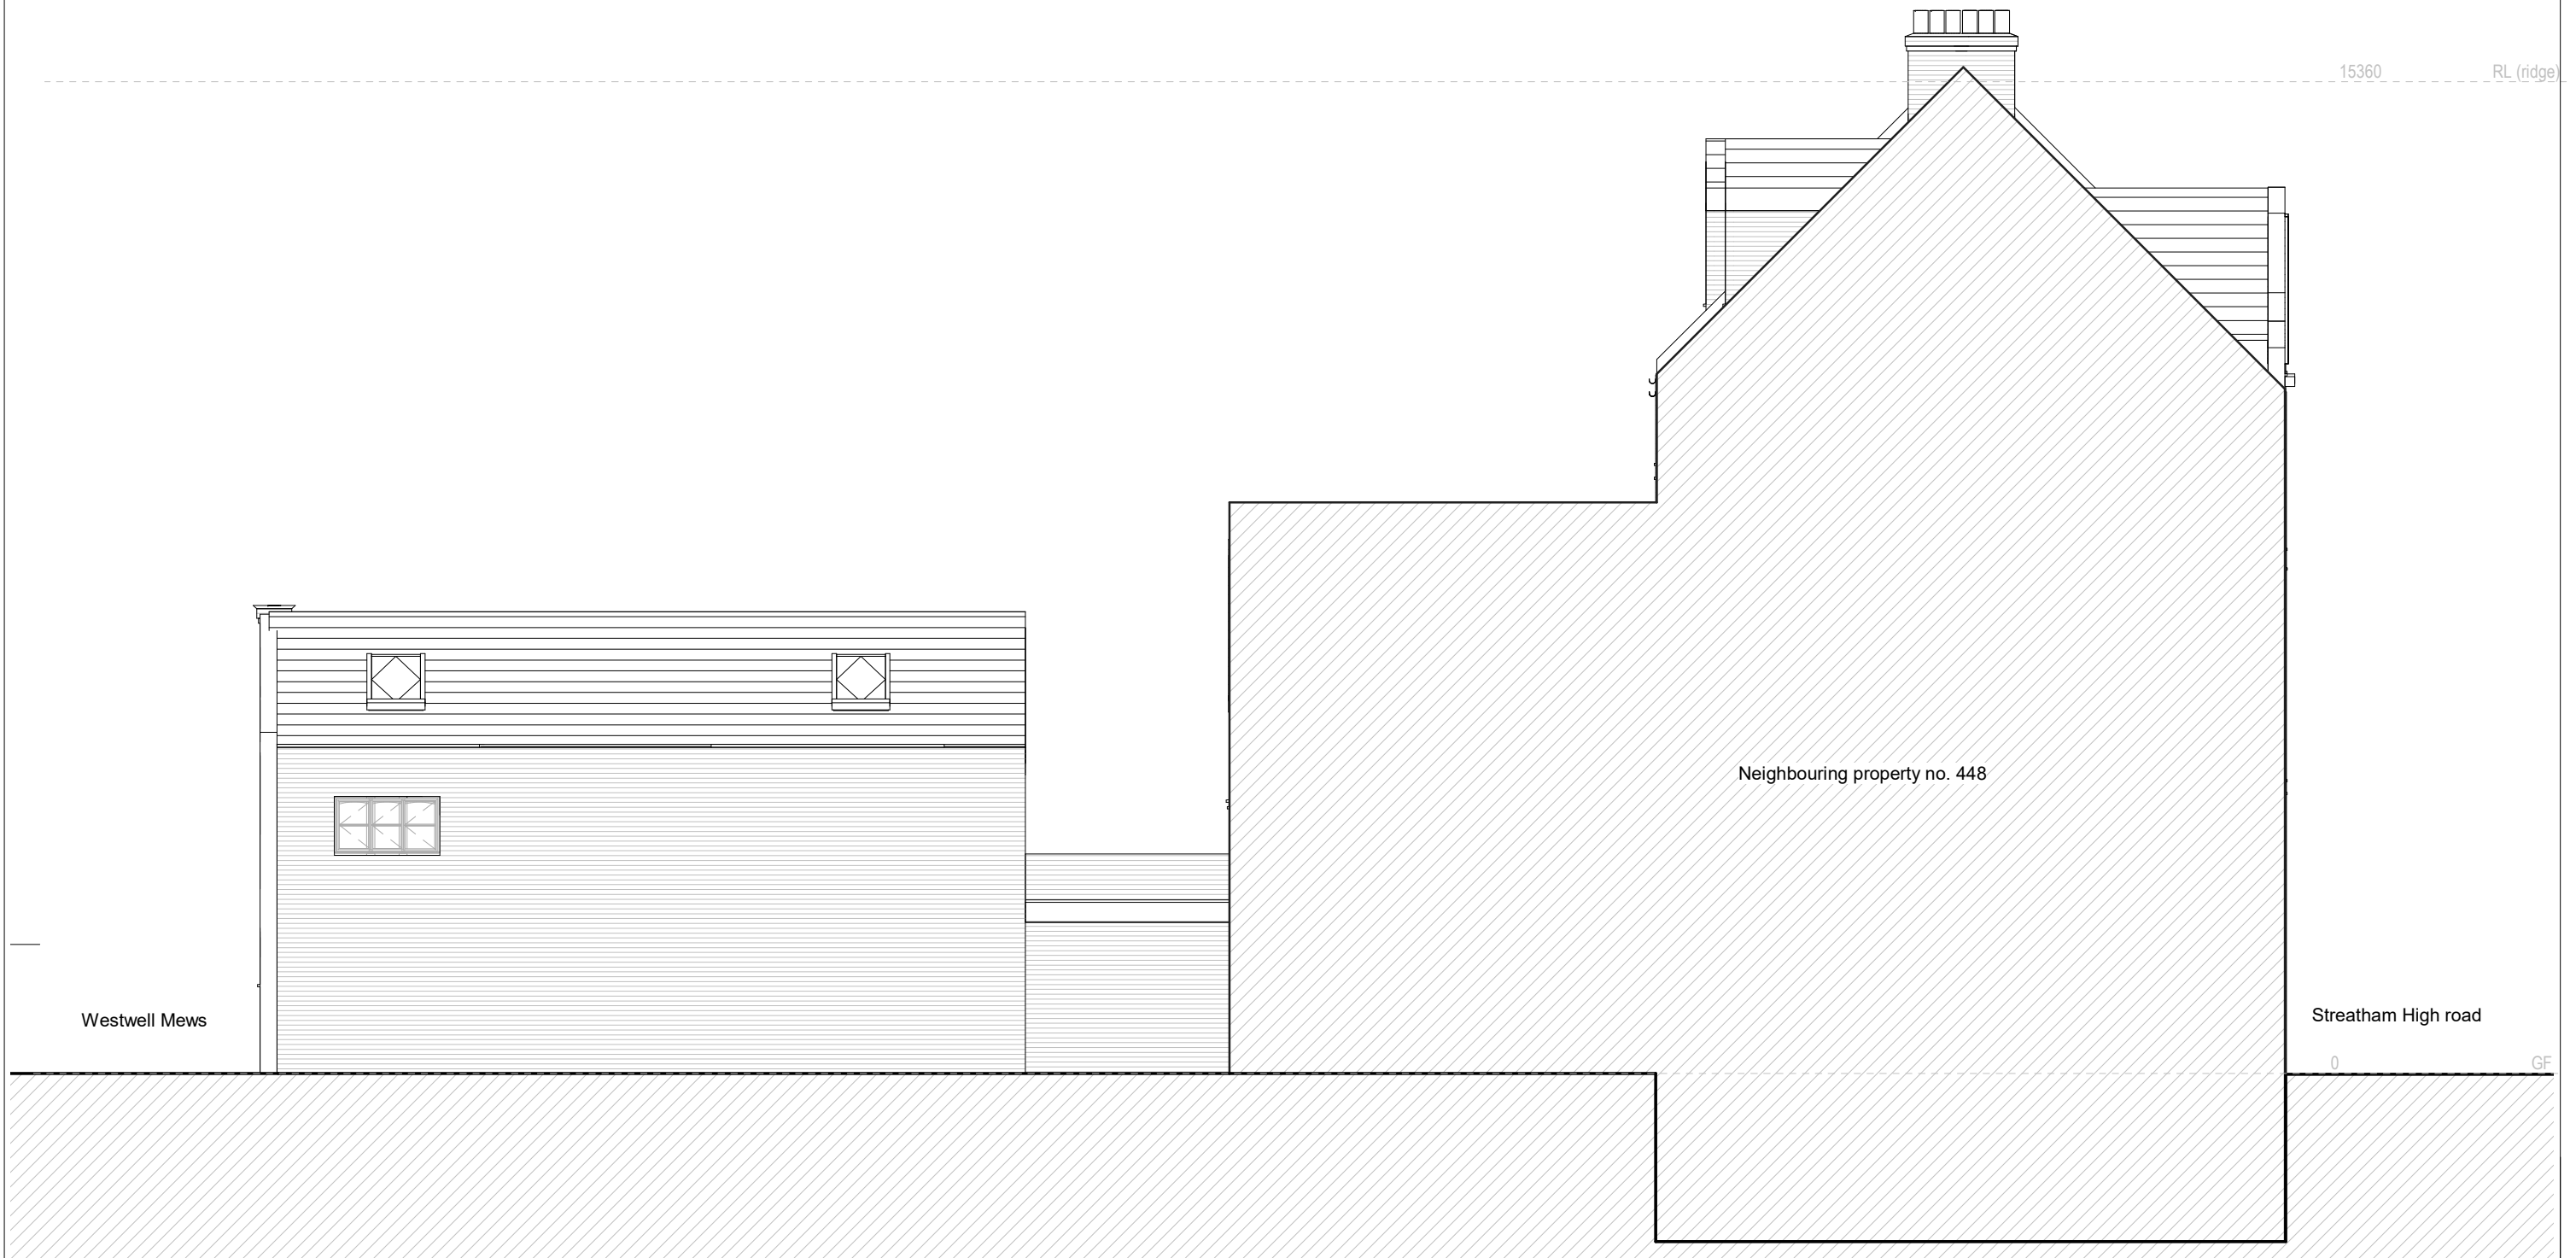 15360 RL (ridge)
Neighbouring property no. 448
Westwell Mews
Streatham High road
0 GF